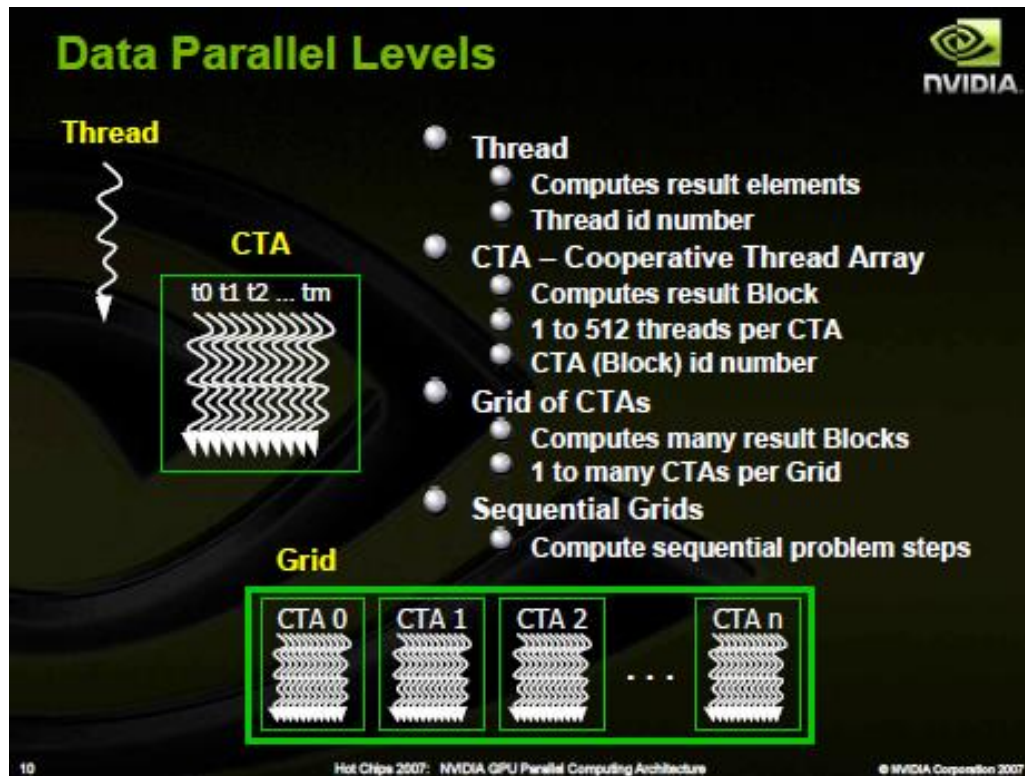 Data Parallel Levels
NVIDIA.
Thread
CTA
t0 t1 t2 ... tm
Thread
Computes result elements
Thread id number
CTA – Cooperative Thread Array
Computes result Block
1 to 512 threads per CTA
CTA (Block) id number
Grid of CTAs
Computes many result Blocks
1 to many CTAs per Grid
Sequential Grids
Compute sequential problem steps
Grid
CTA 0 CTA 1 CTA 2 ... CTA n
10 Hot Chips 2007: NVIDIA GPU Parallel Computing Architecture © NVIDIA Corporation 2007